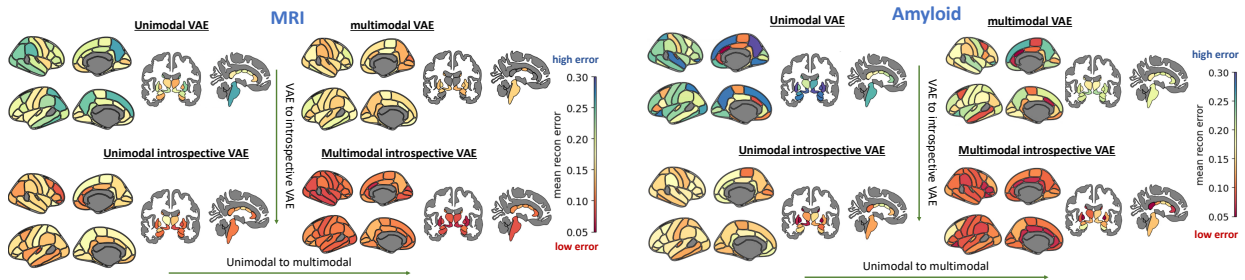 MRI
Unimodal VAE
multimodal VAE
high error
0.30
0.25
0.20
0.15
0.10
0.05
mean recon error
low error
VAE to introspective VAE
Unimodal introspective VAE
Multimodal introspective VAE
Unimodal to multimodal
Amyloid
Unimodal VAE
multimodal VAE
high error
0.30
0.25
0.20
0.15
0.10
0.05
mean recon error
low error
VAE to introspective VAE
Unimodal introspective VAE
Multimodal introspective VAE
Unimodal to multimodal